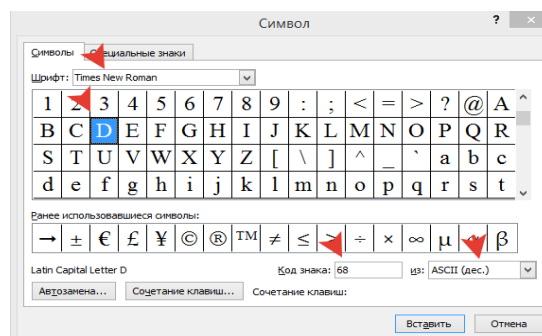 Символ ? ×
Символы Специальные знаки
Шрифт: Times New Roman
1 2 3 4 5 6 7 8 9 : ; < = > ? @ A
B C D E F G H I J K L M N O P Q R
S T U V W X Y Z [ \ ] ^ _ ` a b c
d e f g h i j k l m n o p q r s t
Ранее использовавшиеся символы:
→ ± € £ ¥ © ® ™ ≠ ≤ ≥ ÷ × ∞ µ β
Latin Capital Letter D Код знака: 68 из: ASCII (дес.)
Автозамена... Сочетание клавиш... Сочетание клавиш:
Вставить Отмена